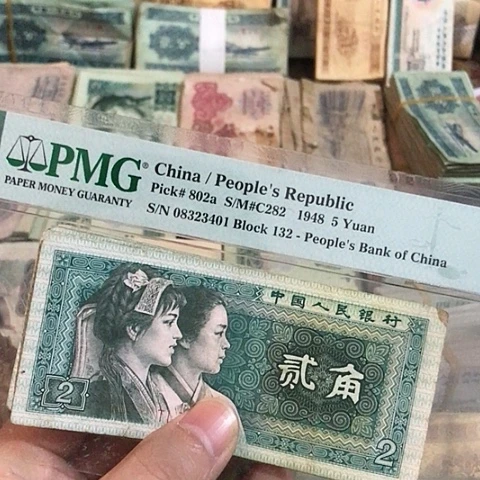 PMG®
PAPER MONEY GUARANTY
China / People's Republic
Pick# 802a S/M#C282 1948 5 Yuan
S/N 08323401 Block 132 - People's Bank of China
中国人民银行
贰角
2
2